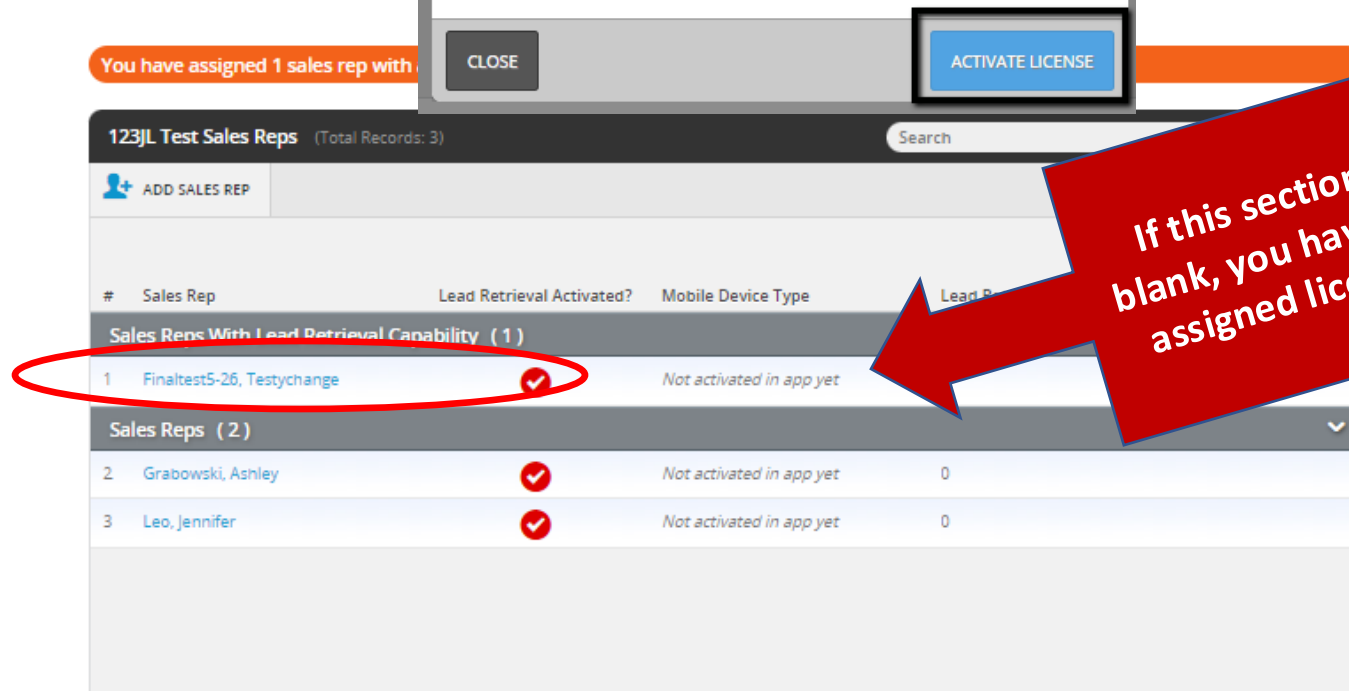 CLOSE
ACTIVATE LICENSE
You have assigned 1 sales rep with
123JL Test Sales Reps (Total Records: 3)
Search
ADD SALES REP
If this section
blank, you
assigned
# Sales Rep Lead Retrieval Activated? Mobile Device Type Lead
Sales Reps With Lead Retrieval Capability (1)
1 Finaltest5-26, Testychange Not activated in app yet
Sales Reps (2)
2 Grabowski, Ashley Not activated in app yet 0
3 Leo, Jennifer Not activated in app yet 0